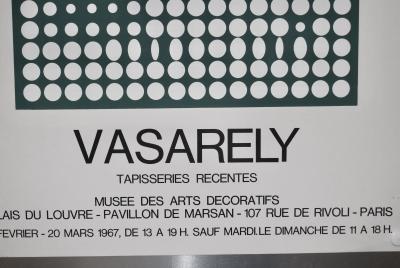 VASARELY
TAPISSERIES RECENTES
MUSEE DES ARTS DECORATIFS
LAIS DU LOUVRE - PAVILLON DE MARSAN - 107 RUE DE RIVOLI - PARIS
FEVRIER - 20 MARS 1967, DE 13 A 19 H. SAUF MARDI.LE DIMANCHE DE 11 A 18 H.